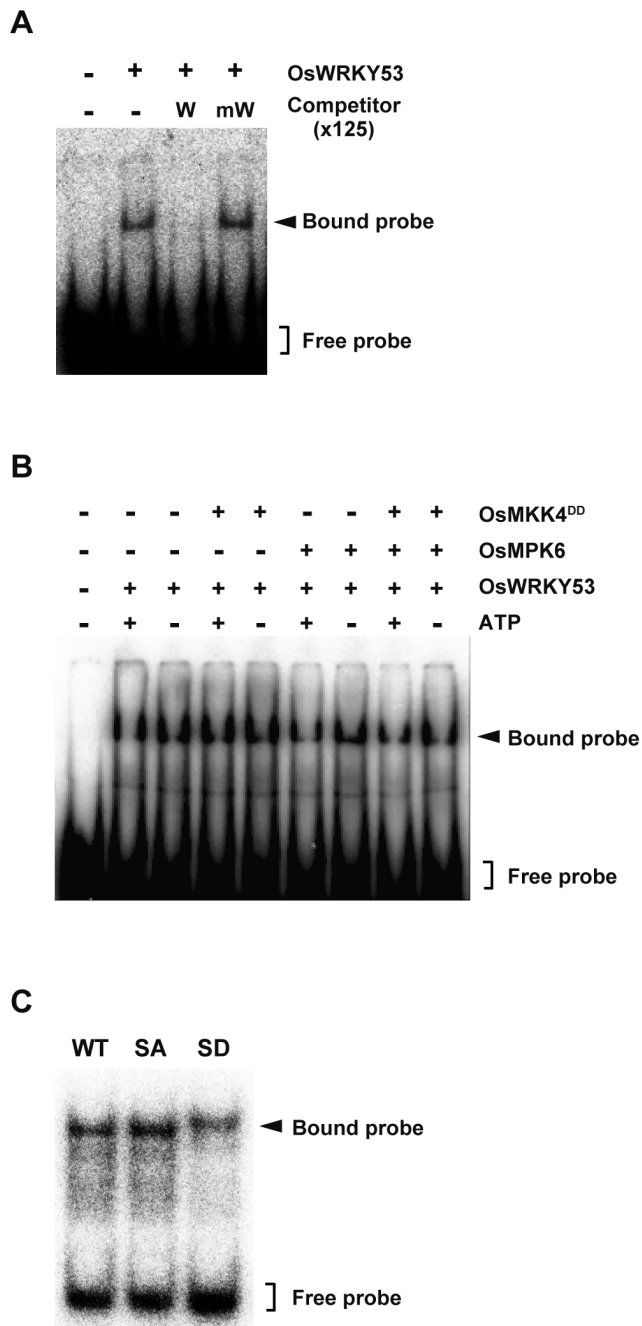 A
- + + + OsWRKY53
- - W mW Competitor
(x125)
Bound probe
Free probe
B
- - - + + - - + + OsMKK4ᴰᴰ
- - - - - + + + + OsMPK6
- + + + + + + + + OsWRKY53
- + - + - + - + - ATP
Bound probe
Free probe
C
WT SA SD
Bound probe
Free probe